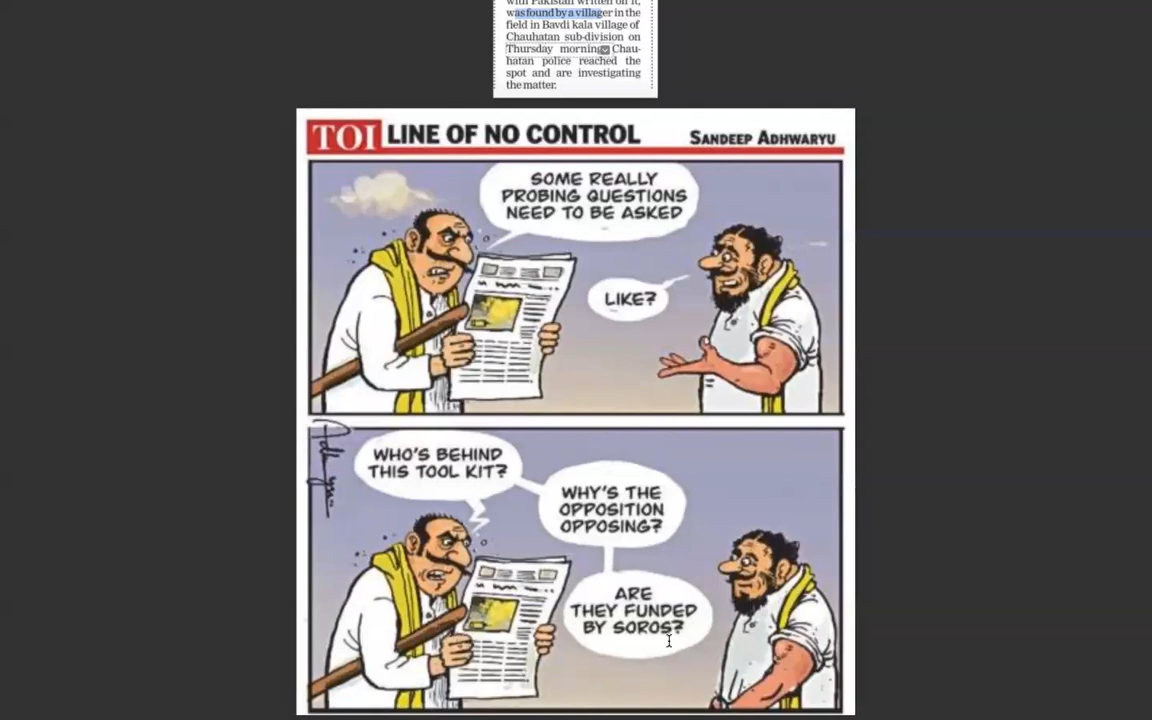 with Pakistan written on it,
was found by a villager in the
field in Bavdi kala village of
Chauhatan sub-division on
Thursday morning. Chau-
hatan police reached the
spot and are investigating
the matter.
TOI LINE OF NO CONTROL SANDEEP ADHWARYU
SOME REALLY
PROBING QUESTIONS
NEED TO BE ASKED
LIKE?
WHO'S BEHIND
THIS TOOL KIT?
WHY'S THE
OPPOSITION
OPPOSING?
ARE
THEY FUNDED
BY SOROS?